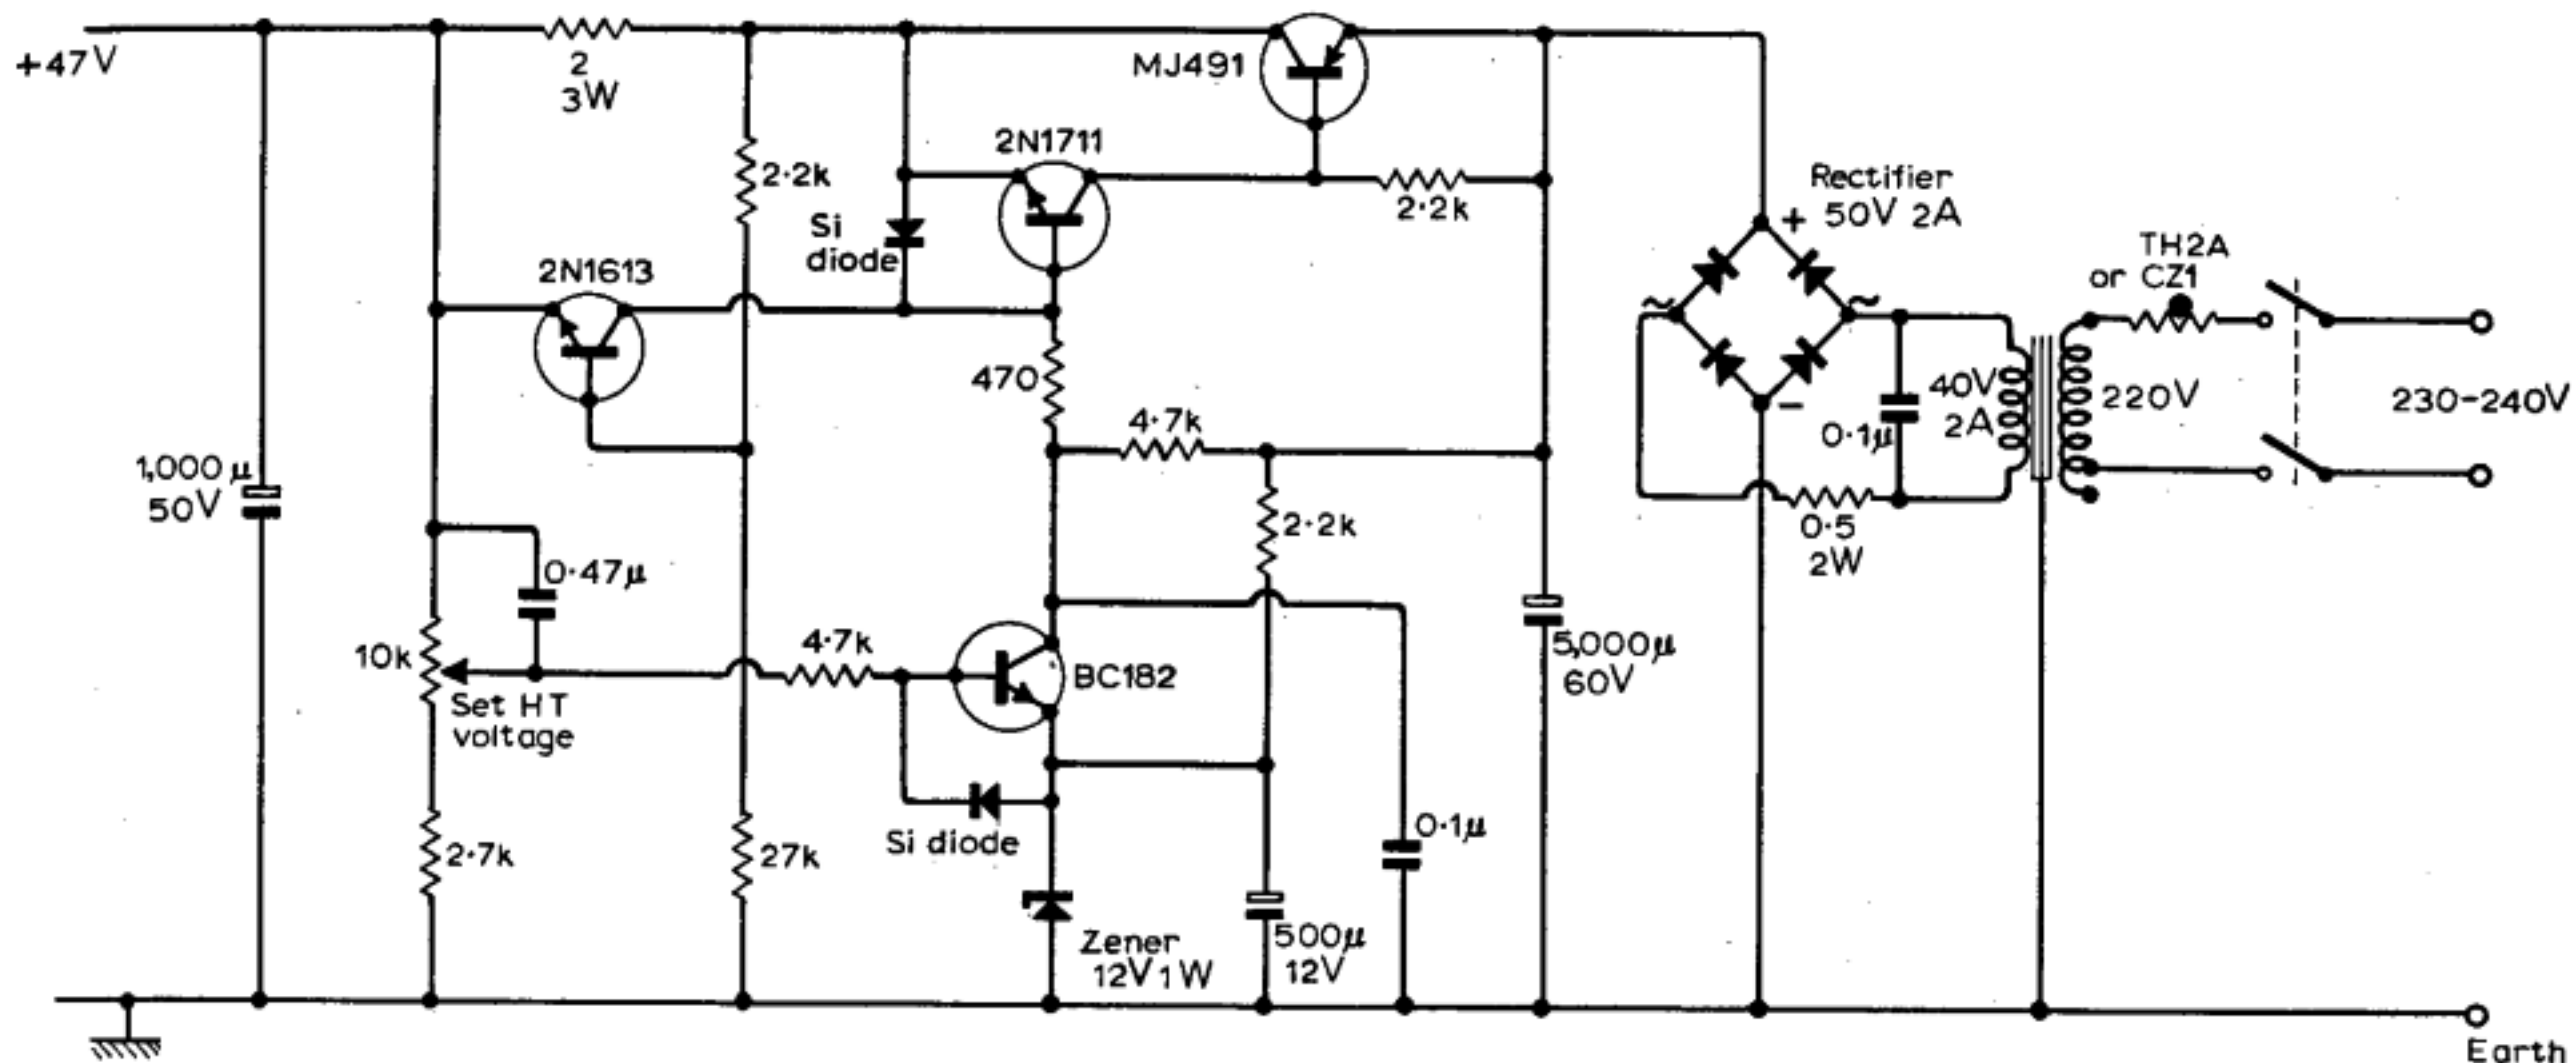 +47V
2
3W
MJ491
2N1711
2·2k
2·2k
Si
diode
2N1613
Rectifier
50V 2A
+
TH2A
or CZ1
~
~
470
4·7k
−
0·1μ
40V
2A
220V
230-240V
1,000μ
50V
2·2k
0·5
2W
0·47μ
10k
Set HT
voltage
4·7k
BC182
5,000μ
60V
2·7k
27k
Si diode
0·1μ
Zener
12V 1W
500μ
12V
Earth